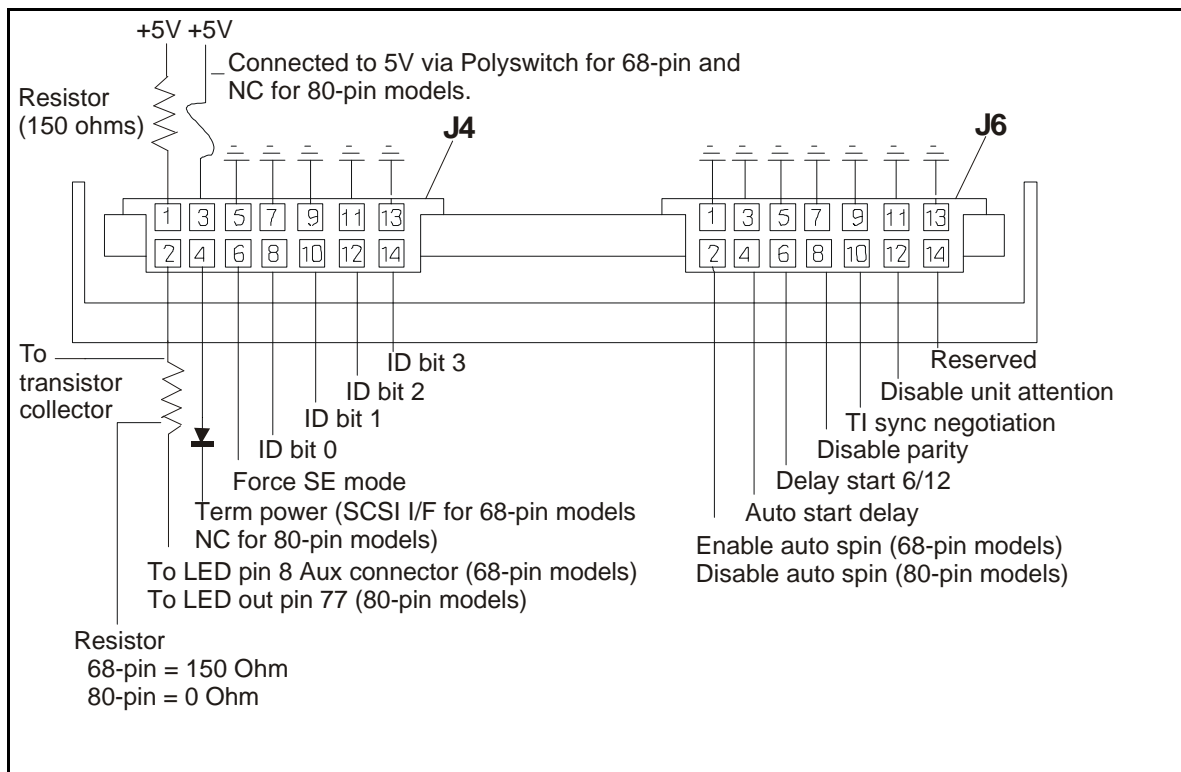 +5V +5V
Connected to 5V via Polyswitch for 68-pin and
NC for 80-pin models.
Resistor
(150 ohms)
J4
J6
1 3 5 7 9 11 13
2 4 6 8 10 12 14
1 3 5 7 9 11 13
2 4 6 8 10 12 14
To
transistor
collector
ID bit 3
ID bit 2
ID bit 1
ID bit 0
Force SE mode
Term power (SCSI I/F for 68-pin models
NC for 80-pin models)
To LED pin 8 Aux connector (68-pin models)
To LED out pin 77 (80-pin models)
Resistor
68-pin = 150 Ohm
80-pin = 0 Ohm
Reserved
Disable unit attention
TI sync negotiation
Disable parity
Delay start 6/12
Auto start delay
Enable auto spin (68-pin models)
Disable auto spin (80-pin models)